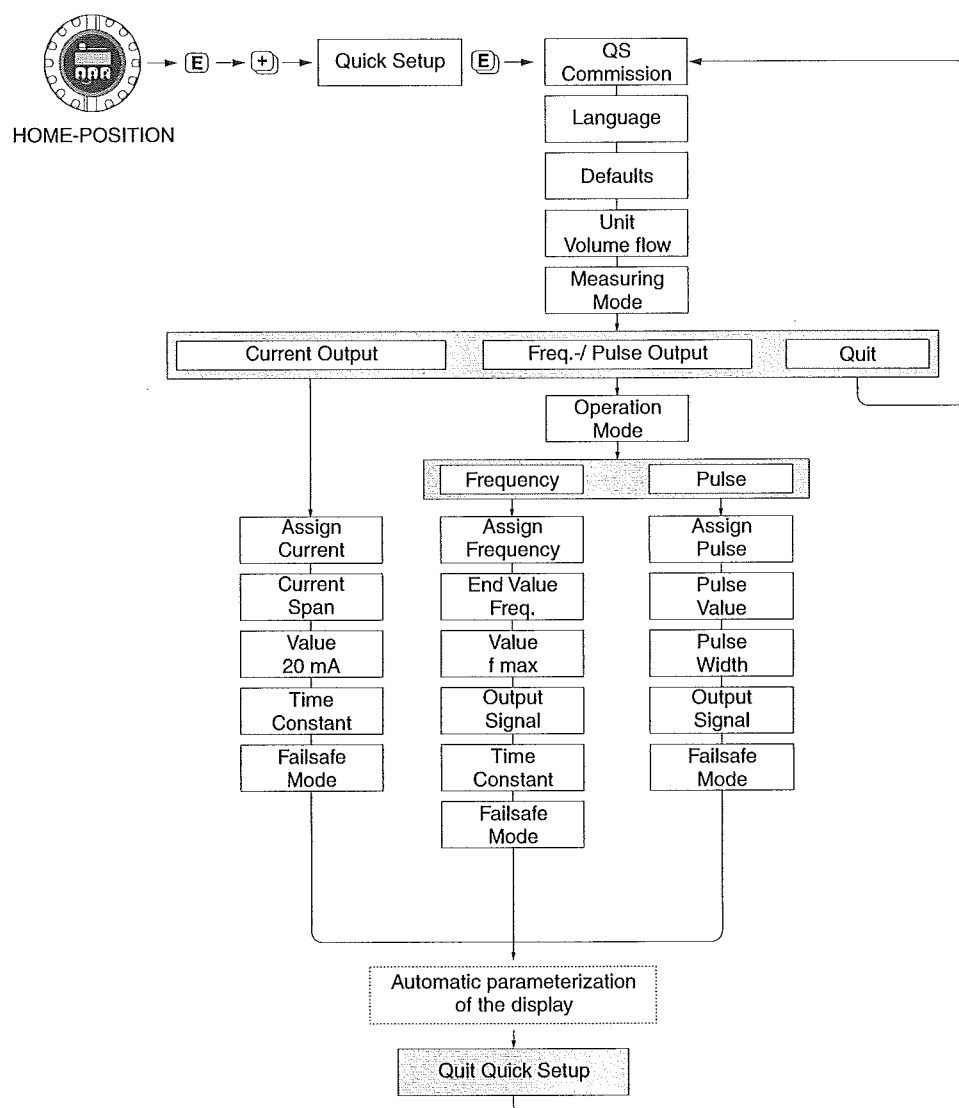 E
+
Quick Setup
E
QS
Commission
HOME-POSITION
Language
Defaults
Unit
Volume flow
Measuring
Mode
Current Output
Freq.-/ Pulse Output
Quit
Operation
Mode
Frequency
Pulse
Assign
Current
Current
Span
Value
20 mA
Time
Constant
Failsafe
Mode
Assign
Frequency
End Value
Freq.
Value
f max
Output
Signal
Time
Constant
Failsafe
Mode
Assign
Pulse
Pulse
Value
Pulse
Width
Output
Signal
Failsafe
Mode
Automatic parameterization
of the display
Quit Quick Setup